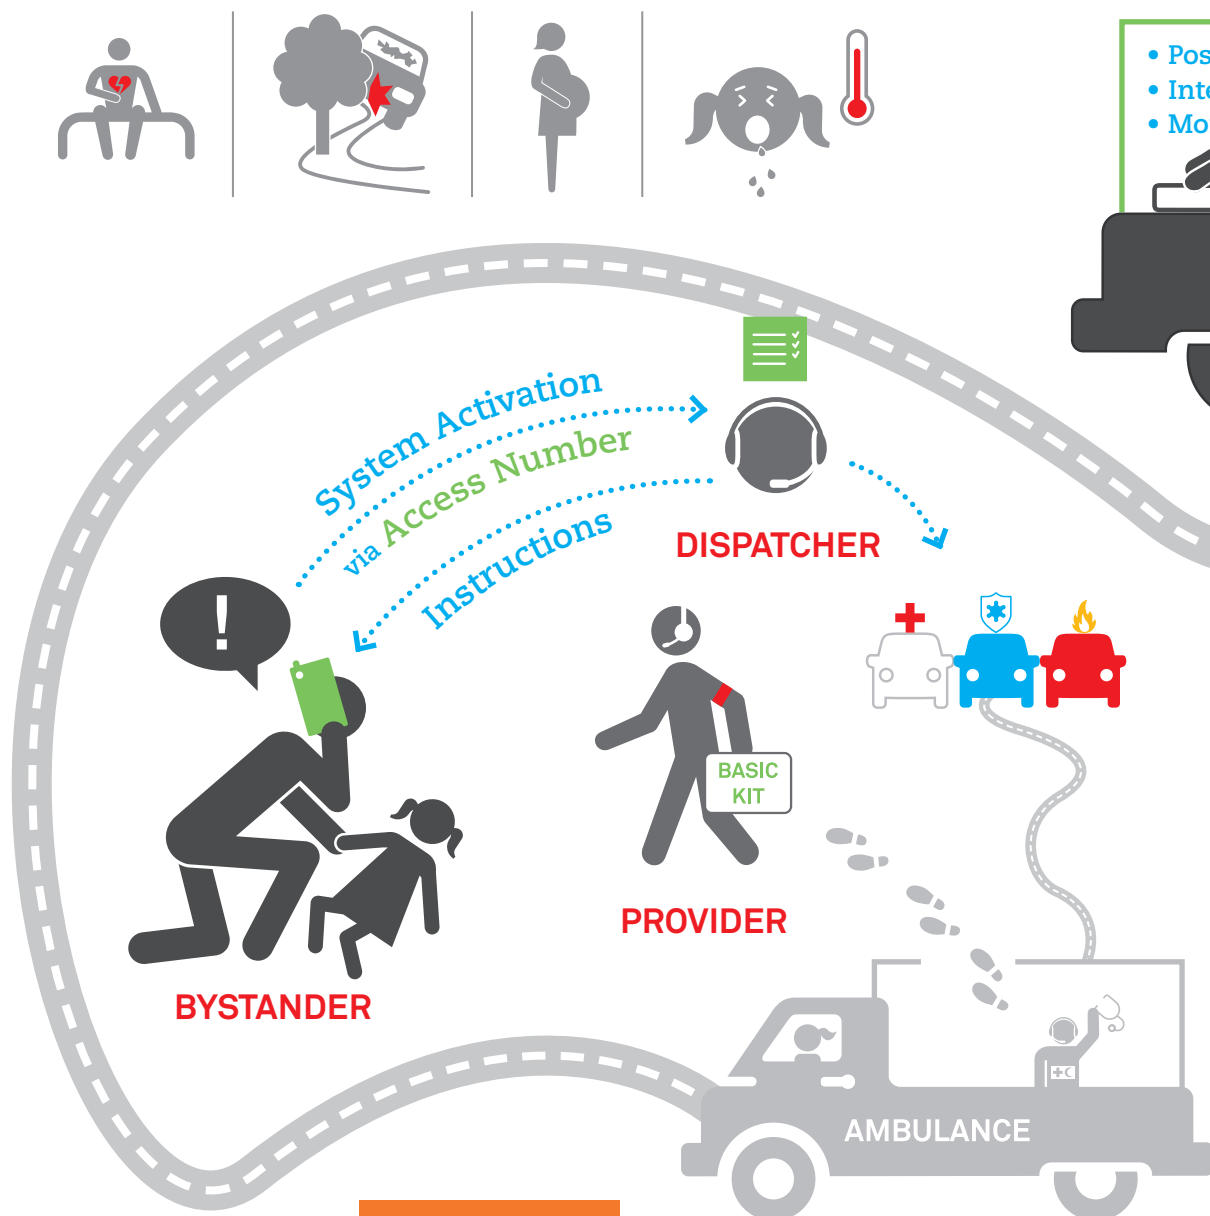 System Activation
via Access Number
Instructions
DISPATCHER
!
BASIC
KIT
PROVIDER
BYSTANDER
AMBULANCE